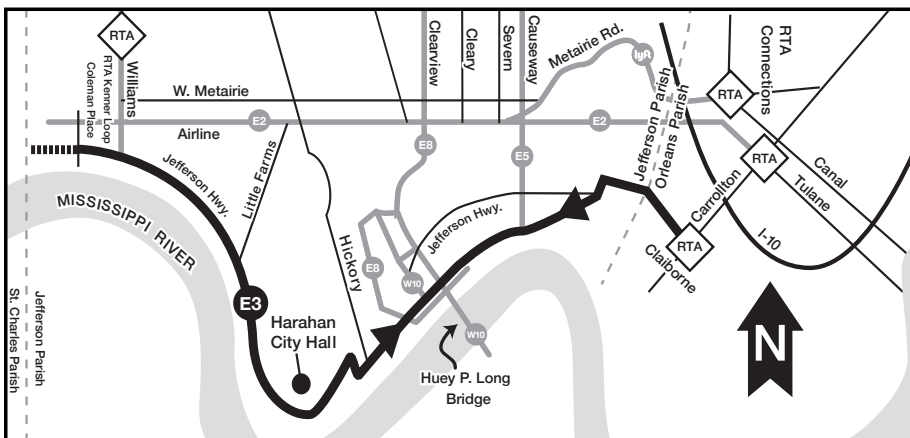 RTA
Williams
RTA Kenner Loop
Coleman Place
W. Metairie
E2
Airline
Clearview
Cleary
Severn
Causeway
Metairie Rd.
lyft
E2
Jefferson Parish
Orleans Parish
RTA
Connections
RTA
RTA
Canal
Tulane
Carrollton
I-10
RTA
Claiborne
E8
E5
Jefferson Hwy.
Little Farms
MISSISSIPPI RIVER
Hickory
E8
Jefferson Hwy.
W10
E3
Harahan
City Hall
W10
Huey P. Long
Bridge
Jefferson Parish
St. Charles Parish
N